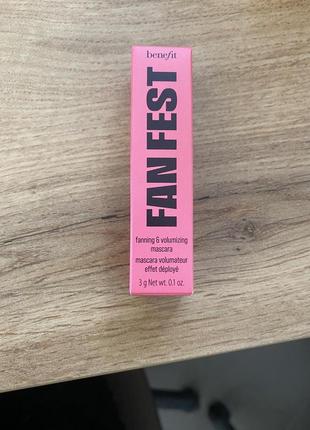 benefit
FAN FEST
fanning & volumizing
mascara
mascara volumateur
effet déployé
3 g Net wt. 0.1 oz.